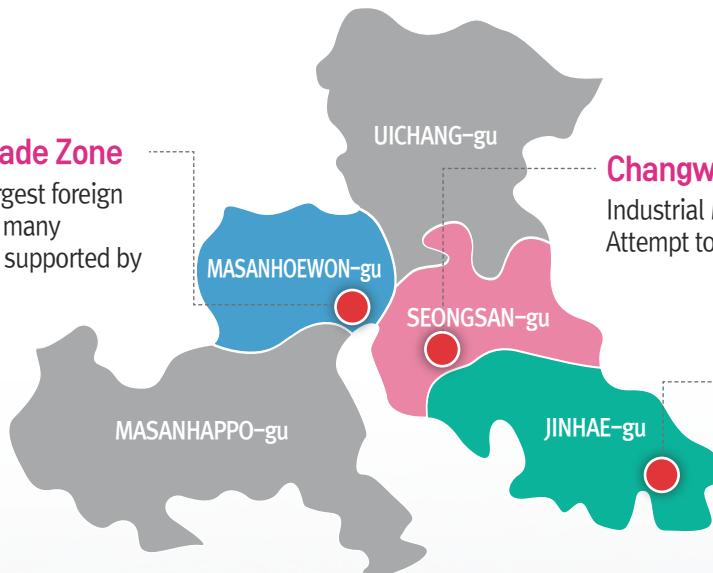 UICHANG-gu
ade Zone
rgest foreign
many
supported by
Changw
Industrial
Attempt to
MASANHOEWON-gu
SEONGSAN-gu
MASANHAPPO-gu
JINHAE-gu